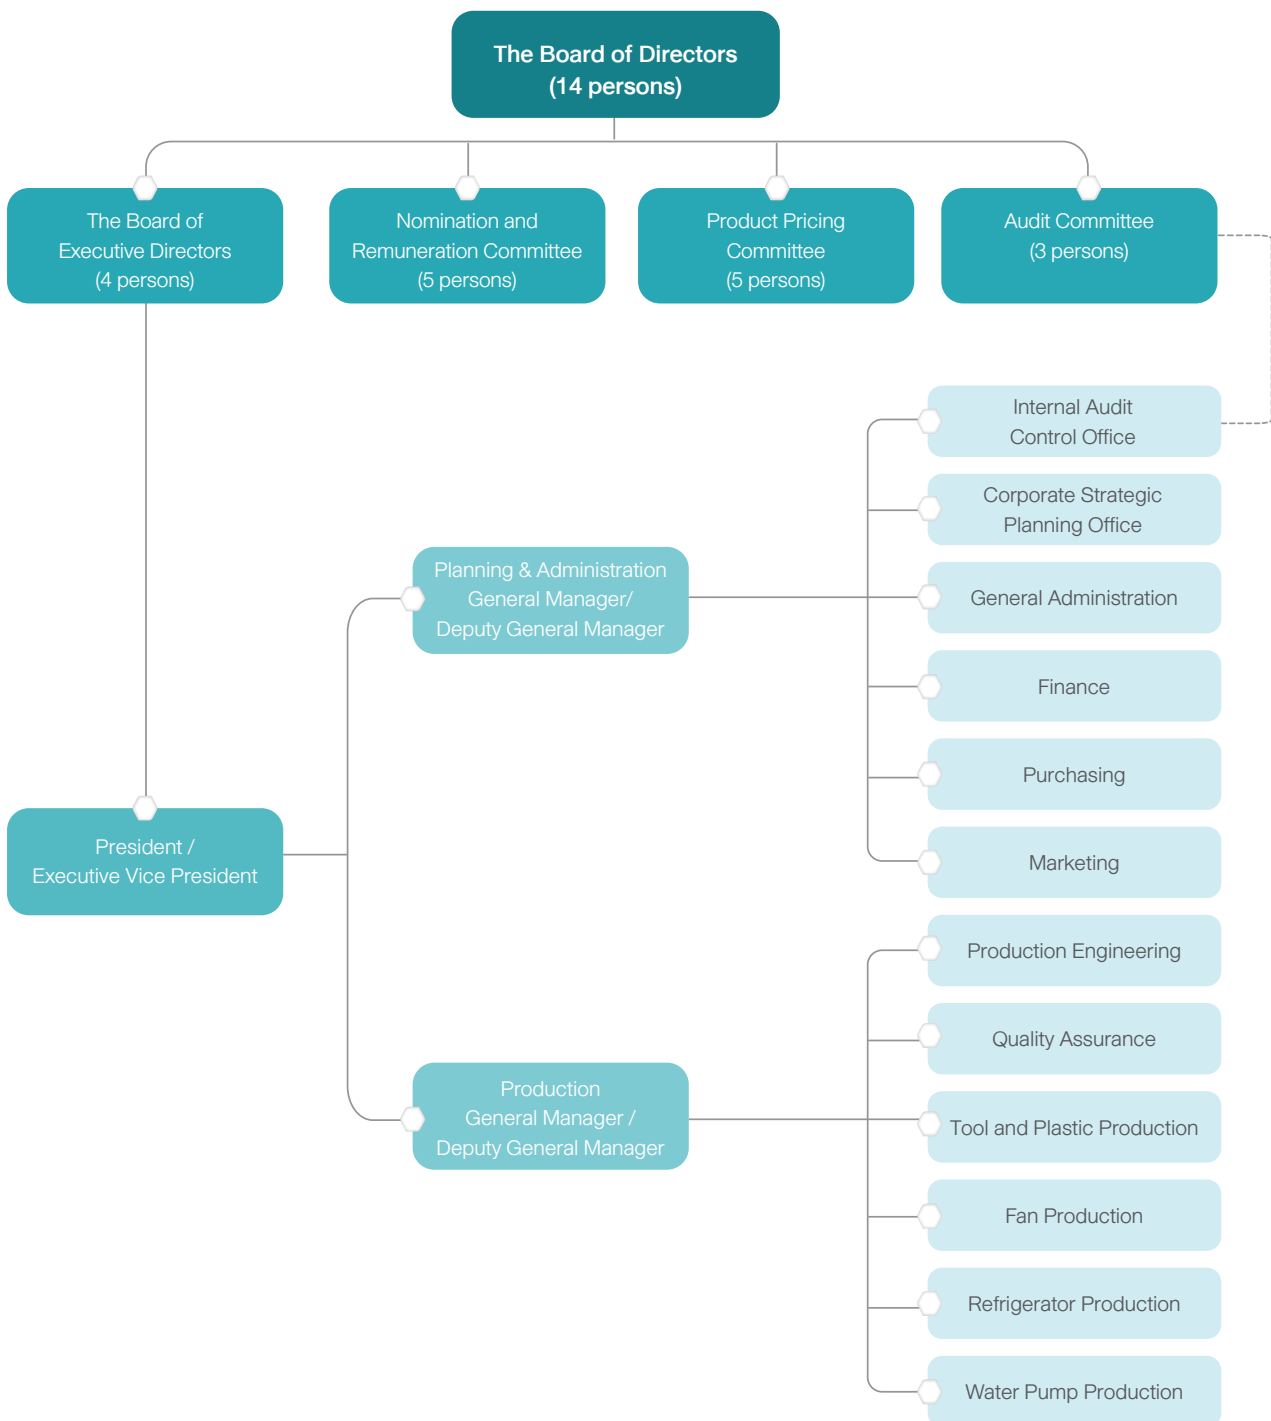 The Board of Directors
(14 persons)
The Board of
Executive Directors
(4 persons)
Nomination and
Remuneration Committee
(5 persons)
Product Pricing
Committee
(5 persons)
Audit Committee
(3 persons)
Internal Audit
Control Office
Corporate Strategic
Planning Office
Planning & Administration
General Manager/
Deputy General Manager
General Administration
Finance
Purchasing
President /
Executive Vice President
Marketing
Production Engineering
Quality Assurance
Production
General Manager /
Deputy General Manager
Tool and Plastic Production
Fan Production
Refrigerator Production
Water Pump Production